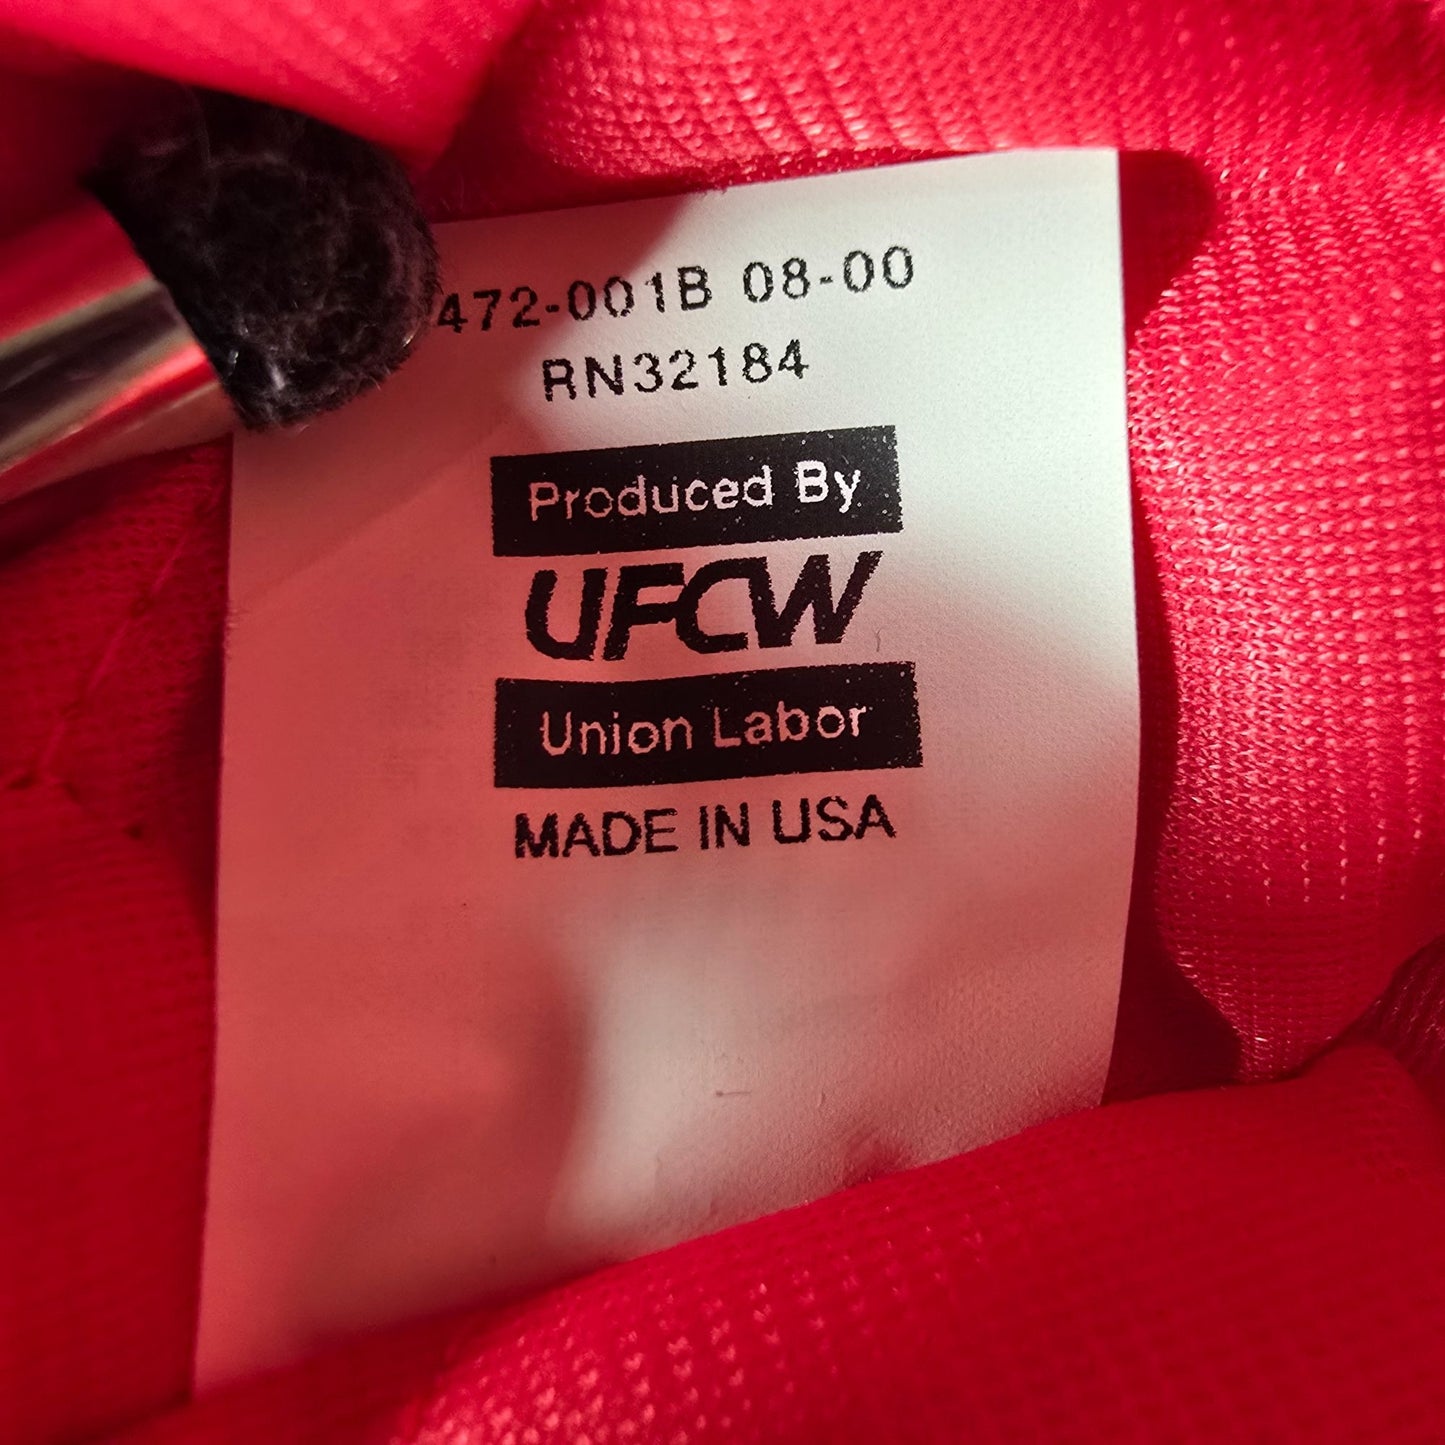 472-001B 08-00
RN32184
Produced By
UFCW
Union Labor
MADE IN USA